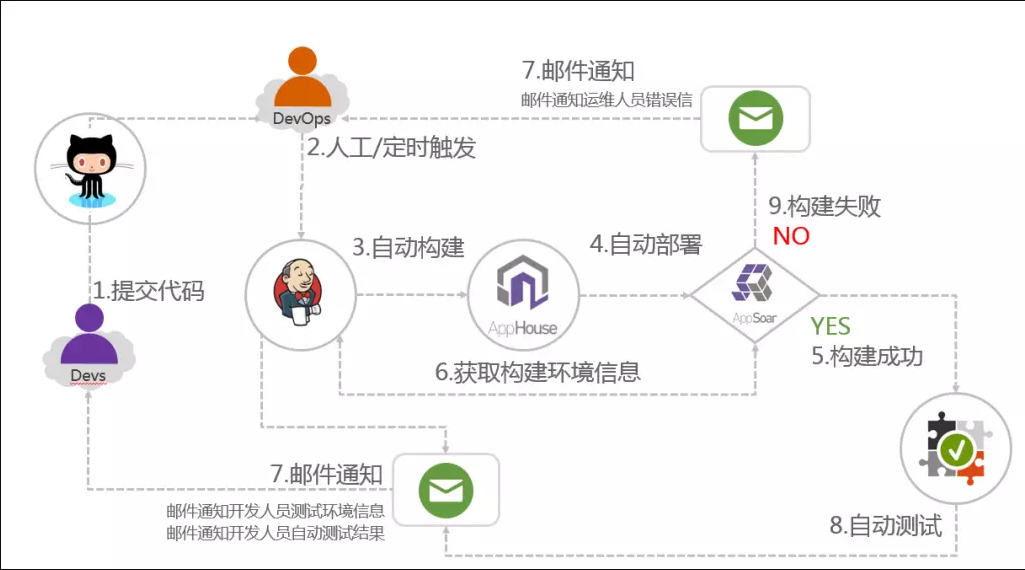 7.邮件通知
邮件通知运维人员错误信
DevOps
2.人工/定时触发
9.构建失败
NO
3.自动构建
4.自动部署
1.提交代码
AppHouse
AppSoar
YES
5.构建成功
6.获取构建环境信息
Devs
7.邮件通知
邮件通知开发人员测试环境信息
邮件通知开发人员自动测试结果
8.自动测试